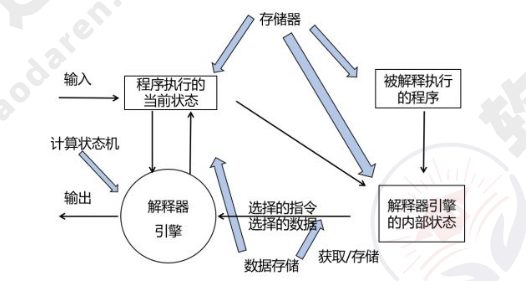 存储器
输入
程序执行的
当前状态
被解释执行
的程序
计算状态机
输出
解释器
引擎
选择的指令
选择的数据
解释器引擎
的内部状态
数据存储
获取/存储
aodaren.